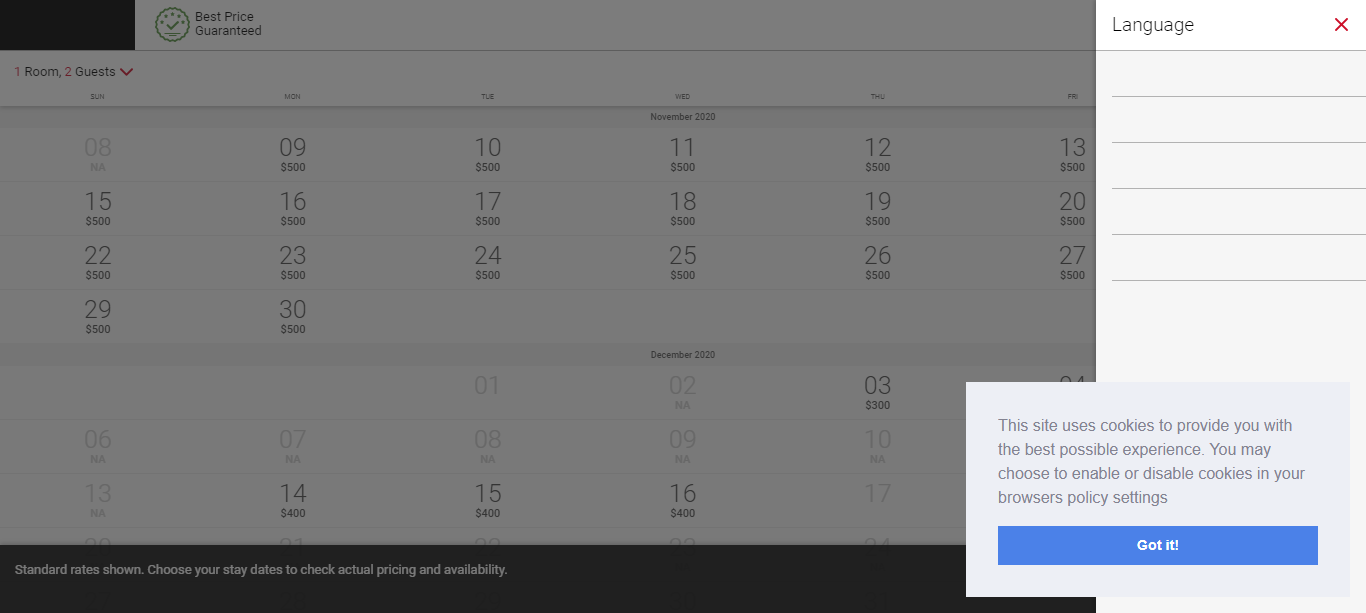 Best Price
Guaranteed
Language
1 Room, 2 Guests
SUN MON TUE WED THU FRI
November 2020
08 09 10 11 12 13
NA $500 $500 $500 $500 $500
15 16 17 18 19 20
$500 $500 $500 $500 $500 $500
22 23 24 25 26 27
$500 $500 $500 $500 $500 $500
29 30
$500 $500
December 2020
01 02 03 04
NA $300
06 07 08 09 10
NA NA NA NA NA
13 14 15 16 17
NA $400 $400 $400
20 21 22 23 24
Standard rates shown. Choose your stay dates to check actual pricing and availability.
This site uses cookies to provide you with
the best possible experience. You may
choose to enable or disable cookies in your
browsers policy settings
Got it!